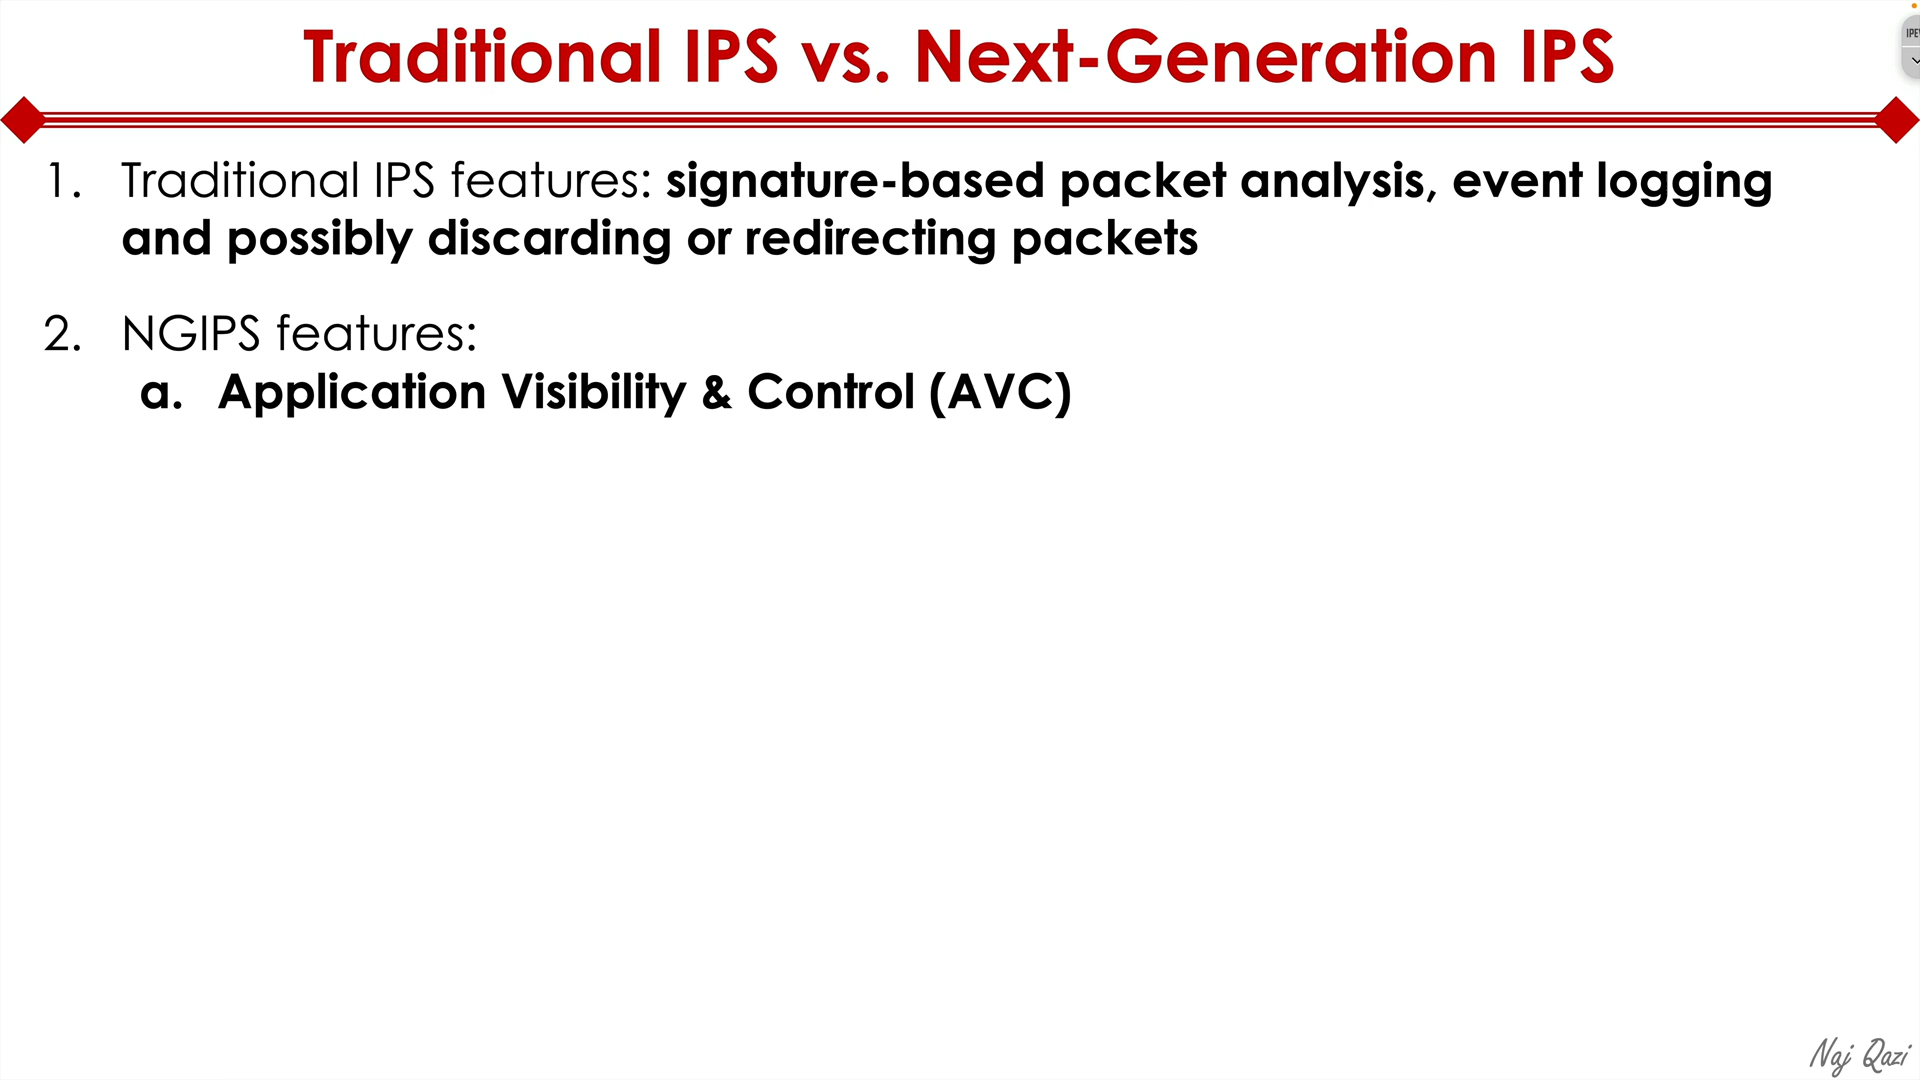 Traditional IPS vs. Next-Generation IPS
1. Traditional IPS features: signature-based packet analysis, event logging
and possibly discarding or redirecting packets
2. NGIPS features:
a. Application Visibility & Control (AVC)
Naj Qazi